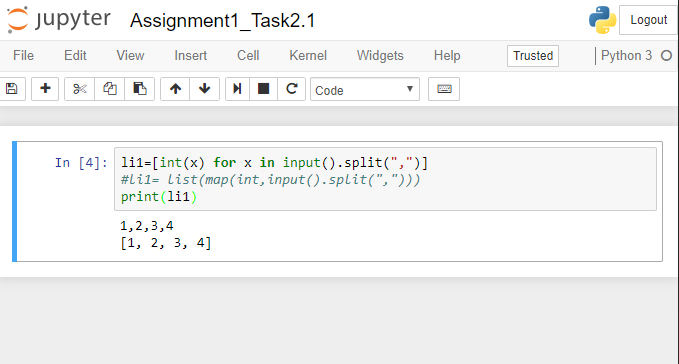 jupyter Assignment1_Task2.1
Logout
File Edit View Insert Cell Kernel Widgets Help Trusted Python 3
Code
In [4]: li1=[int(x) for x in input().split(",")]
#li1= list(map(int,input().split(",")))
print(li1)
1,2,3,4
[1, 2, 3, 4]